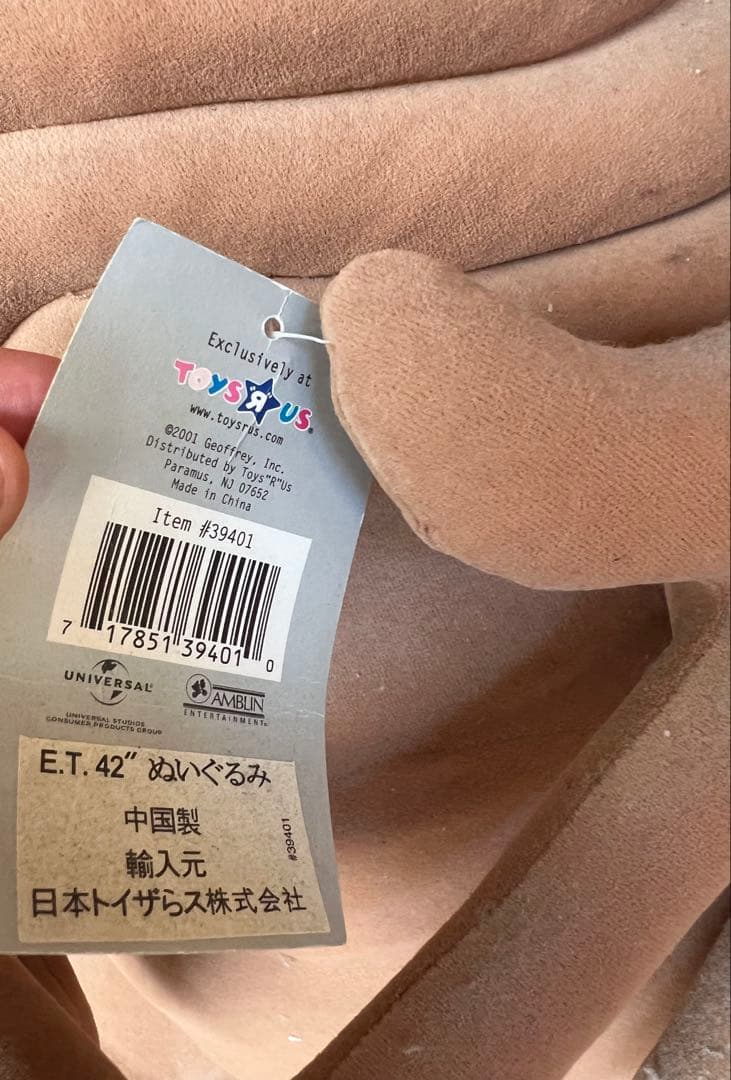 Exclusively at
TOYS"R"US®
www.toysrus.com
©2001 Geoffrey, Inc.
Distributed by Toys"R"Us
Paramus, NJ 07652
Made in China
Item #39401
7 17851 39401 0
UNIVERSAL®
AMBLIN
ENTERTAINMENT®
UNIVERSAL STUDIOS
CONSUMER PRODUCTS GROUP
E.T. 42" ぬいぐるみ
中国製
輸入元
日本トイザらス株式会社
#39401